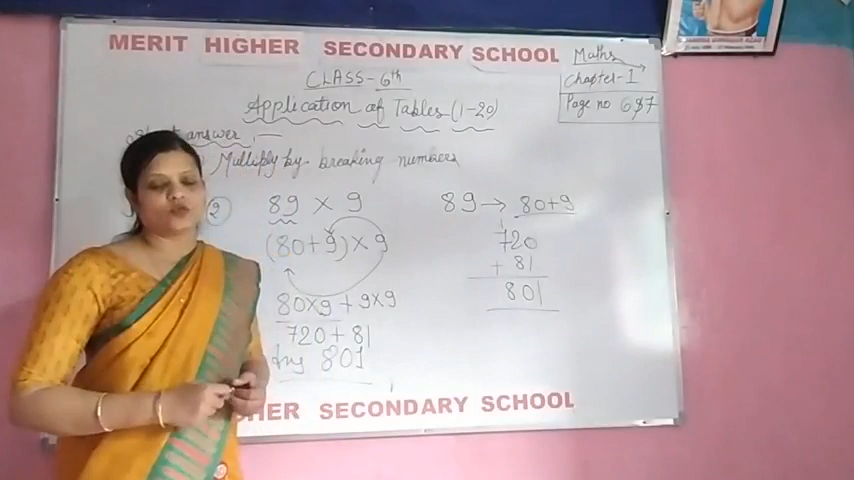 MERIT HIGHER SECONDARY SCHOOL
Maths
CLASS - 6th
Chapter - 1
Application of Tables (1-20)
Page no 6,7
answer
Multiply by breaking numbers
2 89 × 9
89 → 80+9
(80+9)×9
720
+ 81
801
80×9 + 9×9
720 + 81
Ans 801
HER SECONDARY SCHOOL